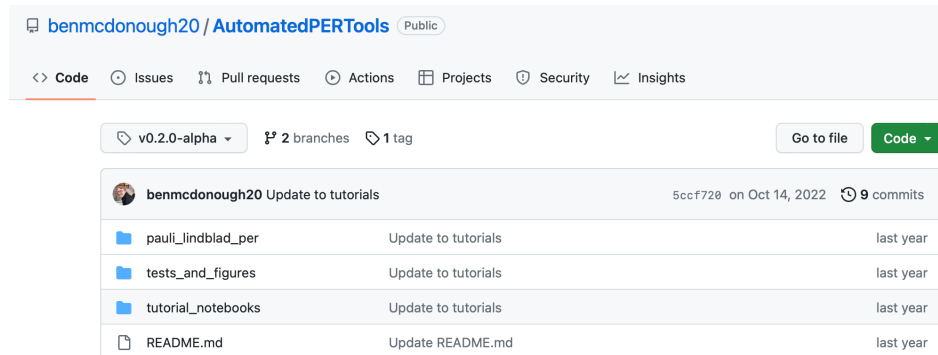 benmcdonough20 / AutomatedPERTools Public
<> Code Issues Pull requests Actions Projects Security Insights
v0.2.0-alpha 2 branches 1 tag Go to file Code
benmcdonough20 Update to tutorials 5ccf720 on Oct 14, 2022 9 commits
pauli_lindblad_per Update to tutorials last year
tests_and_figures Update to tutorials last year
tutorial_notebooks Update to tutorials last year
README.md Update README.md last year